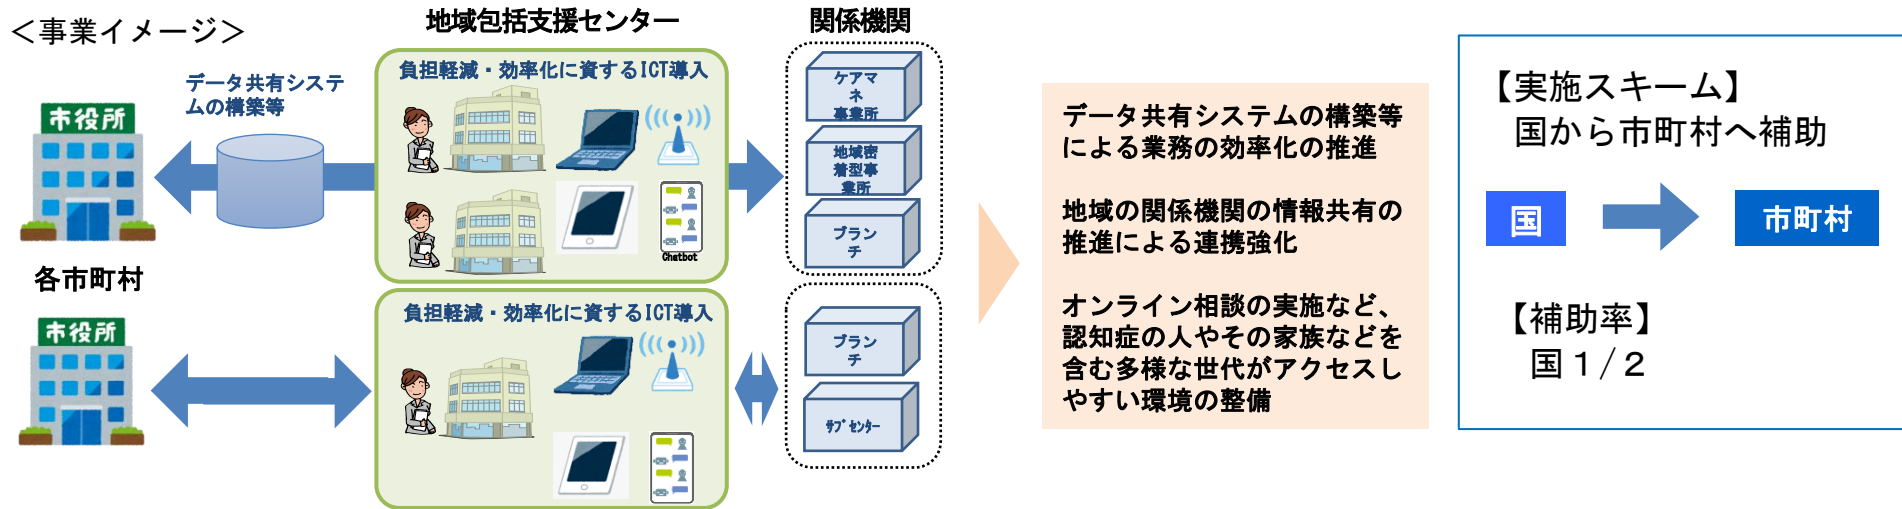 ＜事業イメージ＞
地域包括支援センター
関係機関
データ共有システ
ムの構築等
市役所
各市町村
市役所
負担軽減・効率化に資するICT導入
Chatbot
負担軽減・効率化に資するICT導入
ケアマ
ネ
事業所
地域密
着型事
業所
ブラン
チ
ブラン
チ
ｻﾌﾞｾﾝﾀｰ
データ共有システムの構築等
による業務の効率化の推進
地域の関係機関の情報共有の
推進による連携強化
オンライン相談の実施など、
認知症の人やその家族などを
含む多様な世代がアクセスし
やすい環境の整備
【実施スキーム】
国から市町村へ補助
国
市町村
【補助率】
国１／２